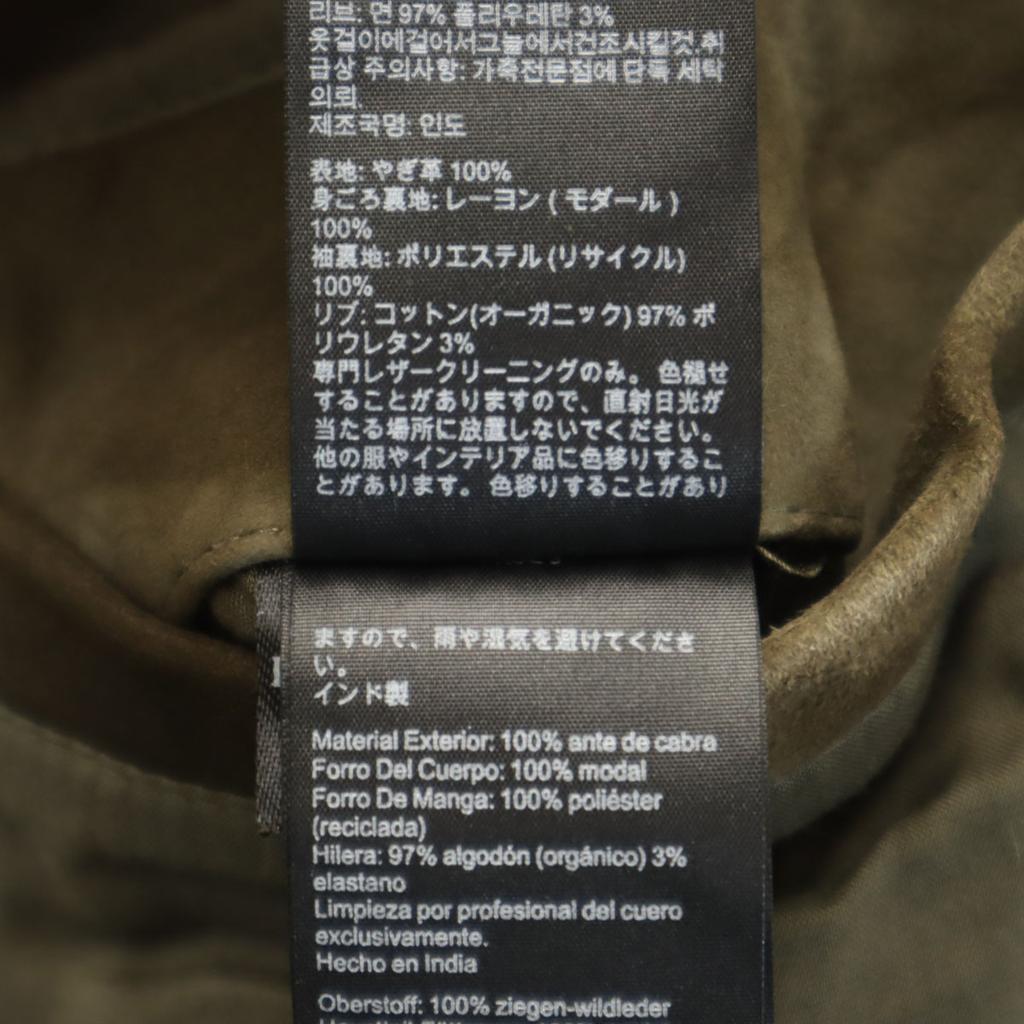 리브: 면 97% 폴리우레탄 3%
옷걸이에걸어서그늘에서건조시킬것.취
급상 주의사항: 가죽전문점에 단독 세탁
의뢰.
제조국명: 인도
表地: やぎ革 100%
身ごろ裏地: レーヨン ( モダール )
100%
袖裏地: ポリエステル (リサイクル)
100%
リブ: コットン(オーガニック) 97% ポ
リウレタン 3%
専門レザークリーニングのみ。 色褪せ
することがありますので、直射日光が
当たる場所に放置しないでください。
他の服やインテリア品に色移りするこ
とがあります。 色移りすることがあり
ますので、雨や湿気を避けてくださ
い。
インド製
Material Exterior: 100% ante de cabra
Forro Del Cuerpo: 100% modal
Forro De Manga: 100% poliéster
(reciclada)
Hilera: 97% algodón (orgánico) 3%
elastano
Limpieza por profesional del cuero
exclusivamente.
Hecho en India
Oberstoff: 100% ziegen-wildleder